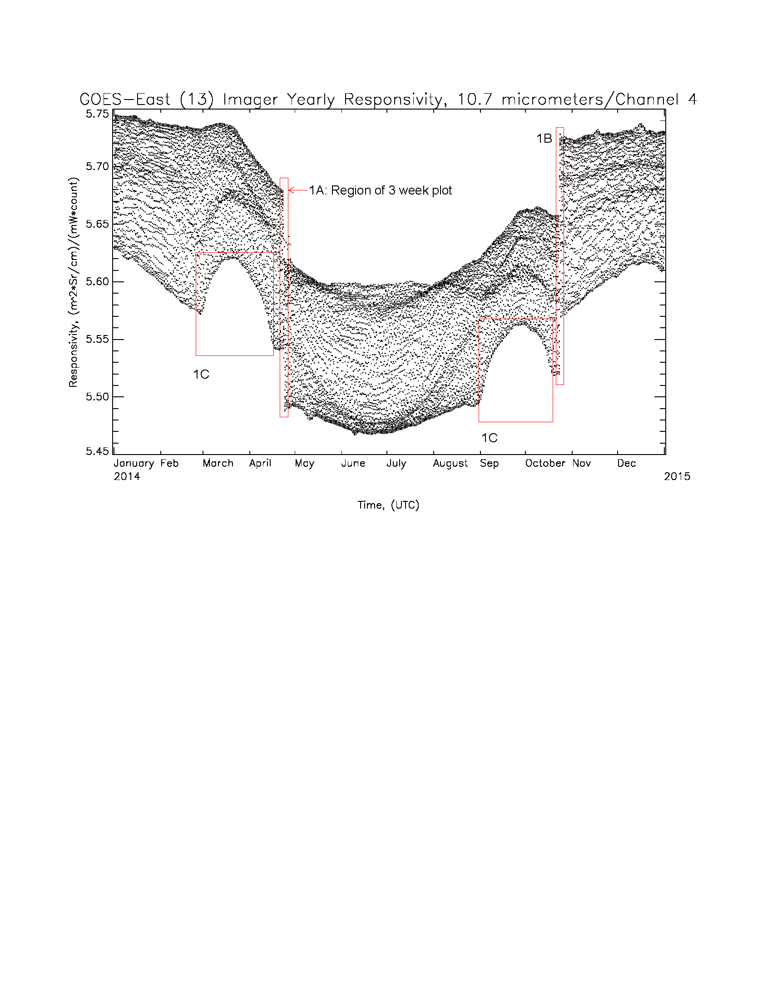 GOES-East (13) Imager Yearly Responsivity, 10.7 micrometers/Channel 4
5.75
5.70
5.65
5.60
5.55
5.50
5.45
Responsivity, (m^2*Sr/cm)/(mW*count)
1B
1A: Region of 3 week plot
1C
1C
January Feb March April May June July August Sep October Nov Dec
2014 2015
Time, (UTC)